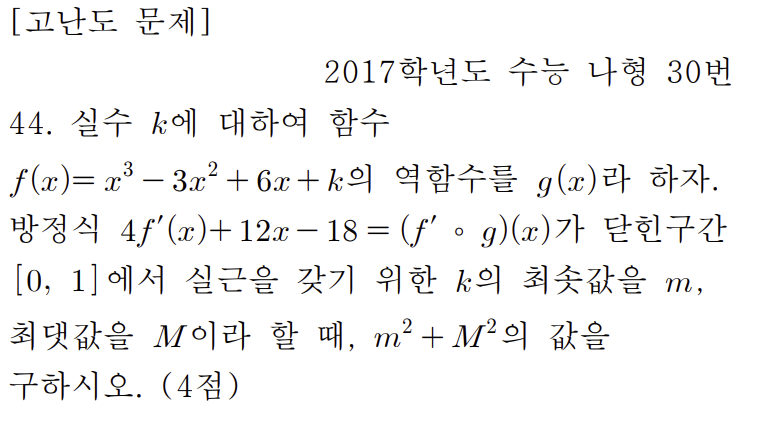 [고난도 문제]
2017학년도 수능 나형 30번
44. 실수 k에 대하여 함수
f(x)= x³ − 3x² + 6x + k의 역함수를 g(x)라 하자.
방정식 4f′(x)+12x−18=(f′ ∘ g)(x)가 닫힌구간
[0, 1]에서 실근을 갖기 위한 k의 최솟값을 m,
최댓값을 M이라 할 때, m² + M²의 값을
구하시오. (4점)